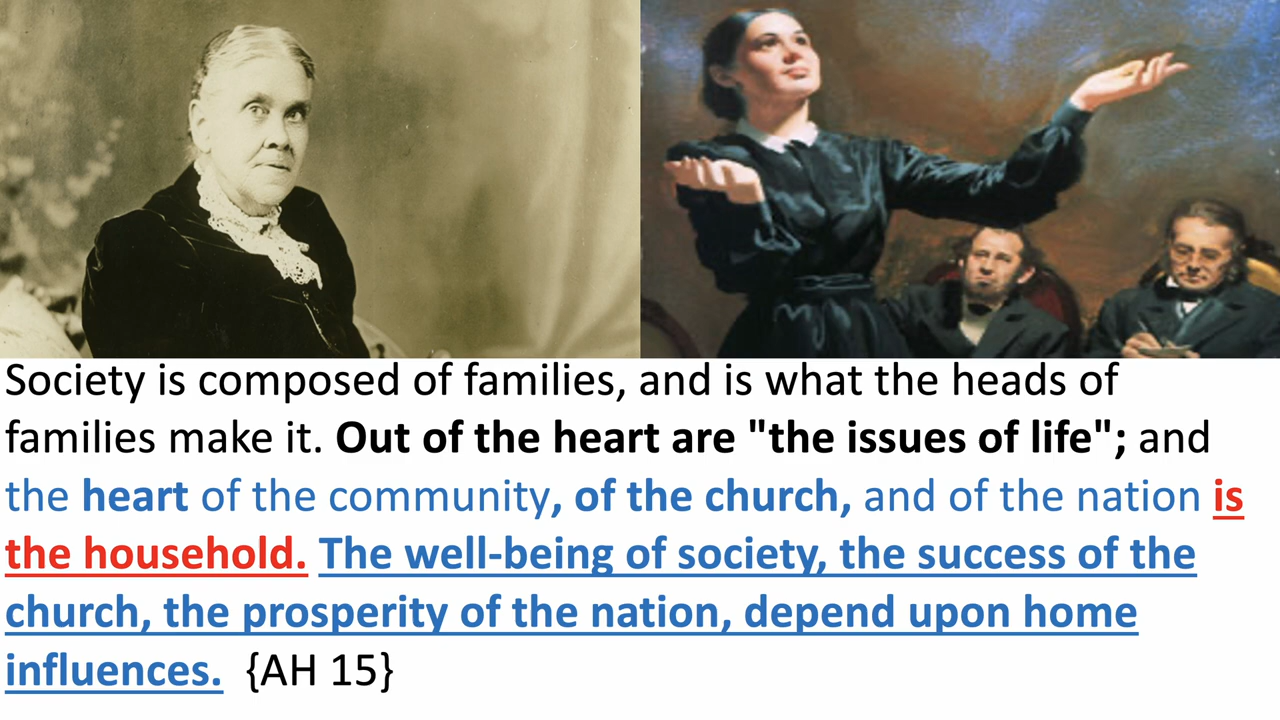 Society is composed of families, and is what the heads of
families make it. Out of the heart are "the issues of life"; and
the heart of the community, of the church, and of the nation is
the household. The well-being of society, the success of the
church, the prosperity of the nation, depend upon home
influences. {AH 15}